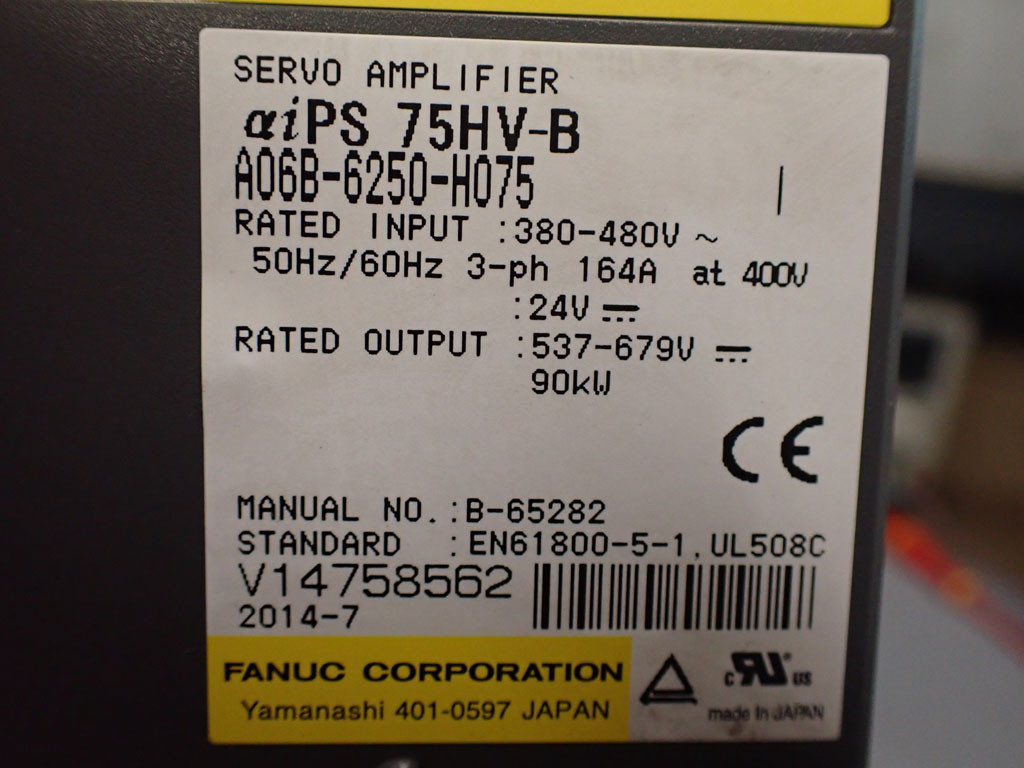 SERVO AMPLIFIER
αiPS 75HV-B
A06B-6250-H075
RATED INPUT :380-480V ~
50Hz/60Hz 3-ph 164A at 400V
:24V ⎓
RATED OUTPUT :537-679V ⎓
90kW
CE
MANUAL NO.:B-65282
STANDARD :EN61800-5-1,UL508C
V14758562
2014-7
FANUC CORPORATION
Yamanashi 401-0597 JAPAN
c RU US
made in JAPAN